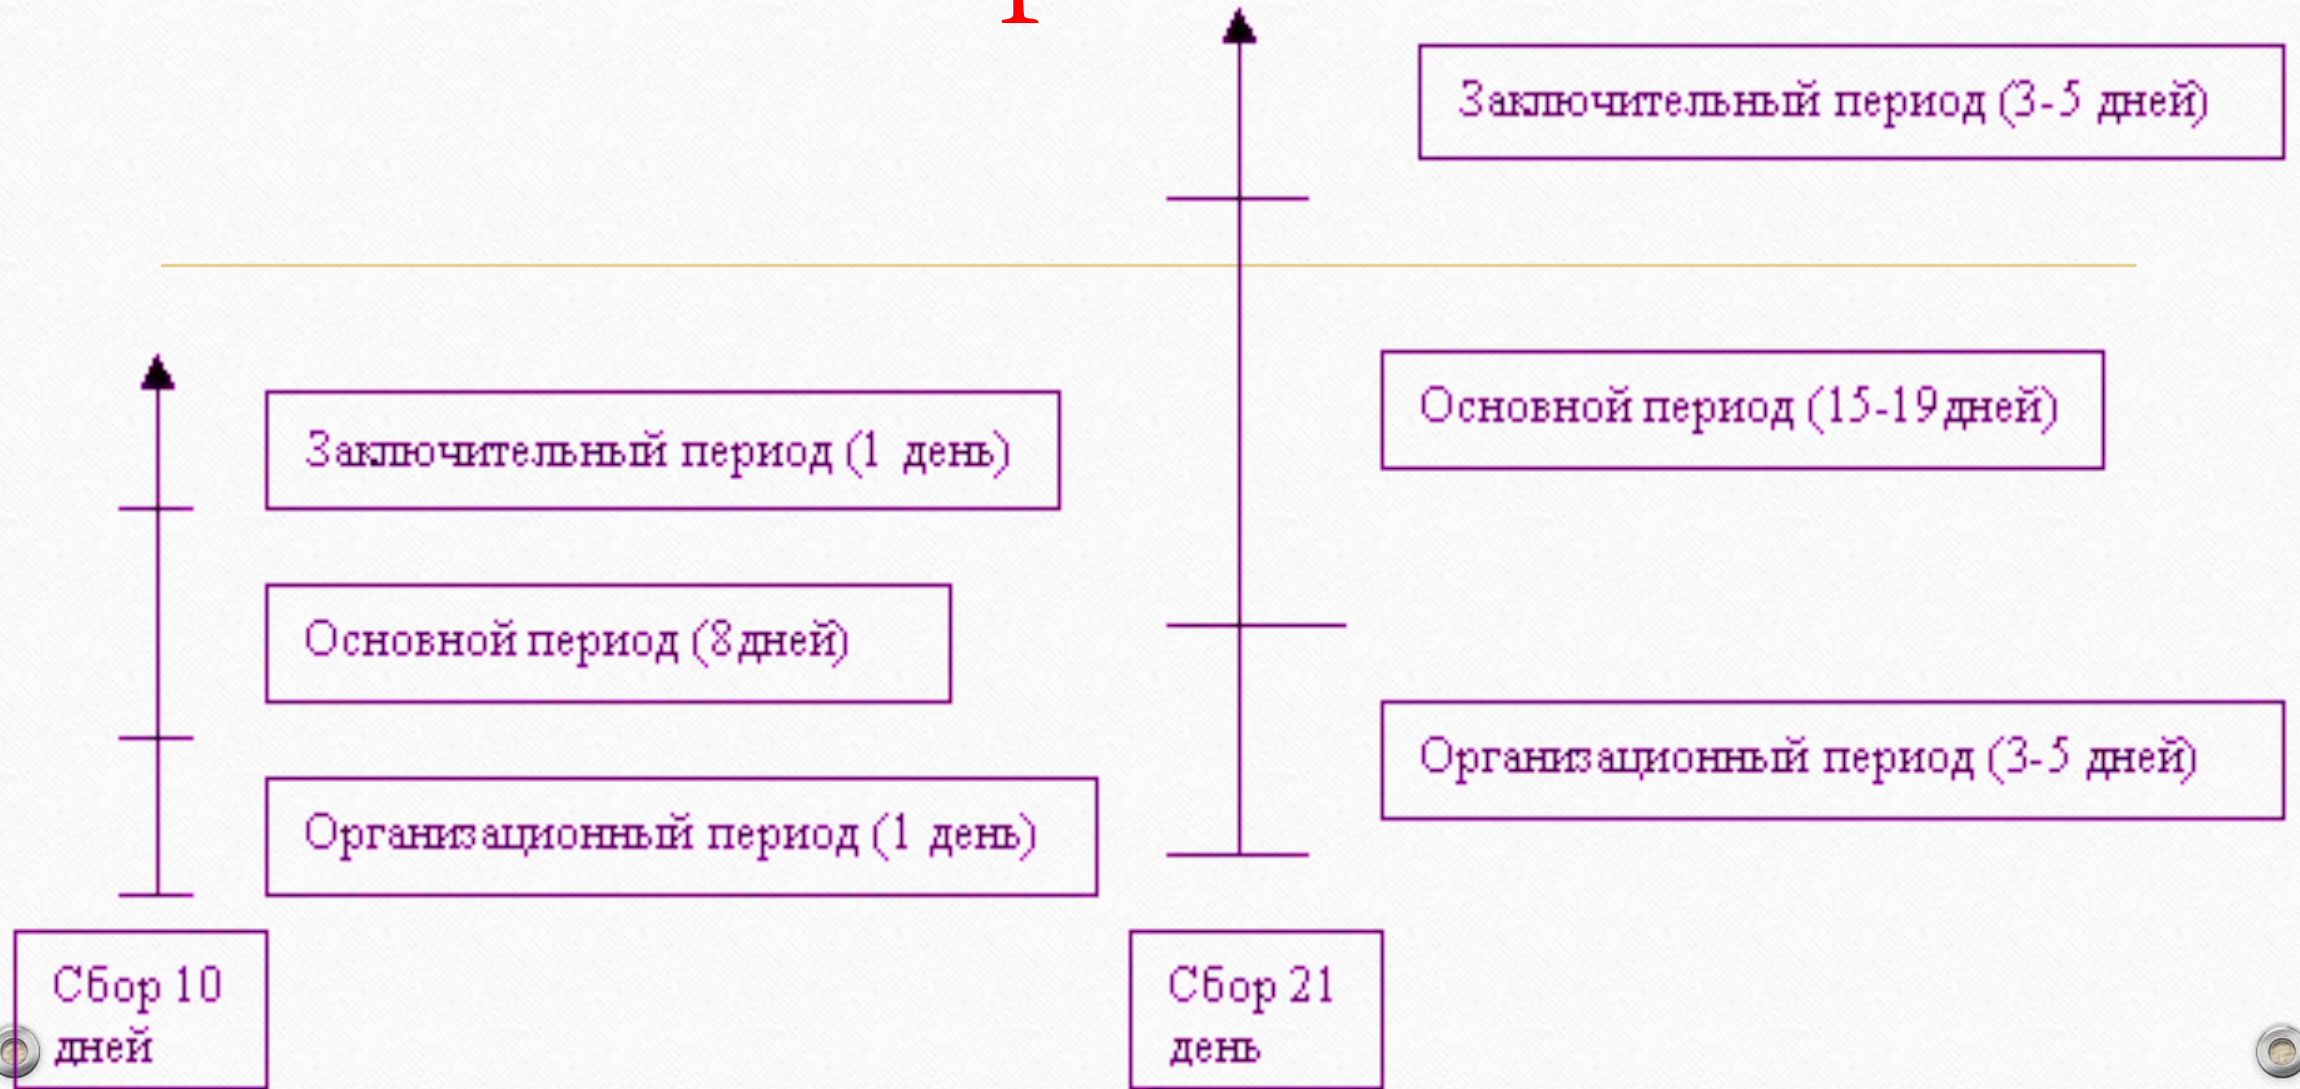 Заключительный период (3-5 дней)
Основной период (15-19дней)
Организационный период (3-5 дней)
Сбор 21
день
Заключительный период (1 день)
Основной период (8дней)
Организационный период (1 день)
Сбор 10
дней